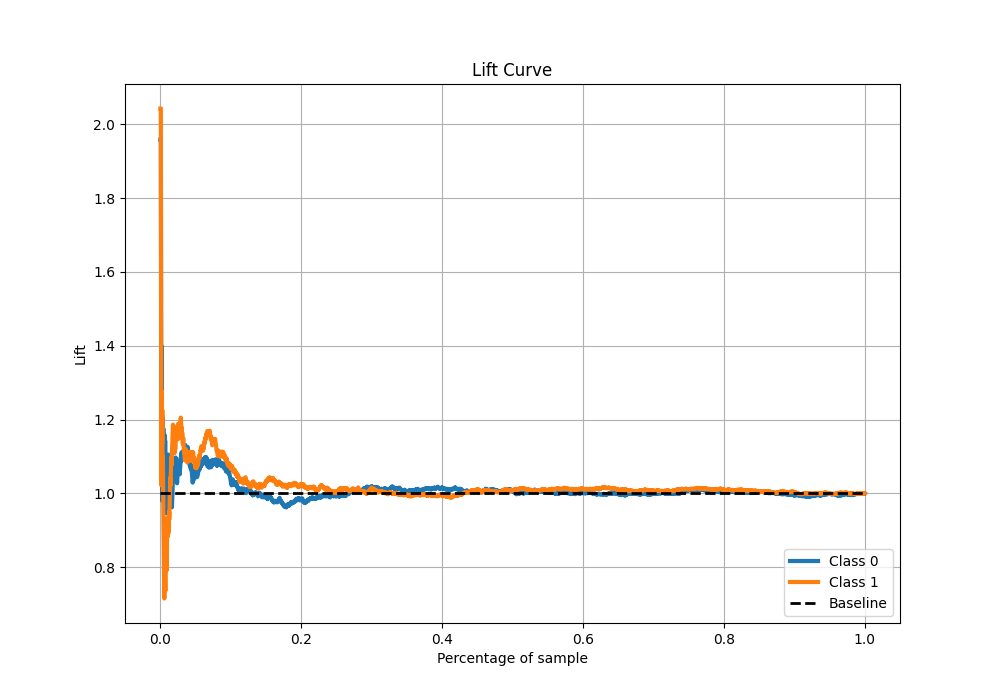 Lift Curve
2.0
1.8
1.6
1.4
1.2
1.0
0.8
Lift
0.0 0.2 0.4 0.6 0.8 1.0
Percentage of sample
Class 0
Class 1
Baseline